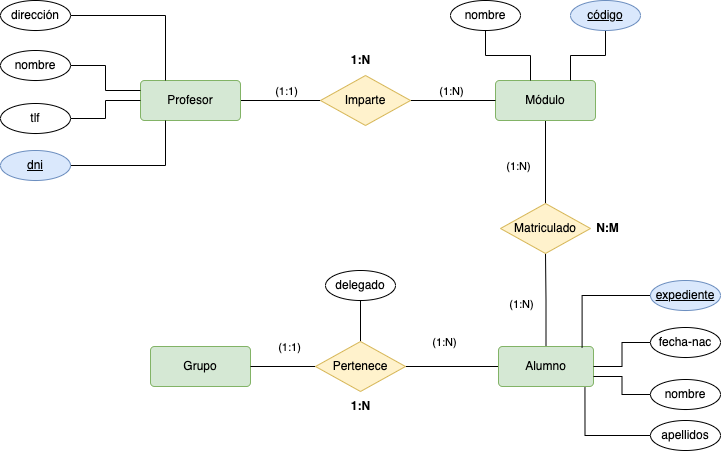 dirección
nombre
código
nombre
1:N
Profesor
(1:1)
Imparte
(1:N)
Módulo
tlf
dni
(1:N)
Matriculado
N:M
delegado
expediente
(1:N)
fecha-nac
(1:1)
(1:N)
Grupo
Pertenece
Alumno
nombre
1:N
apellidos